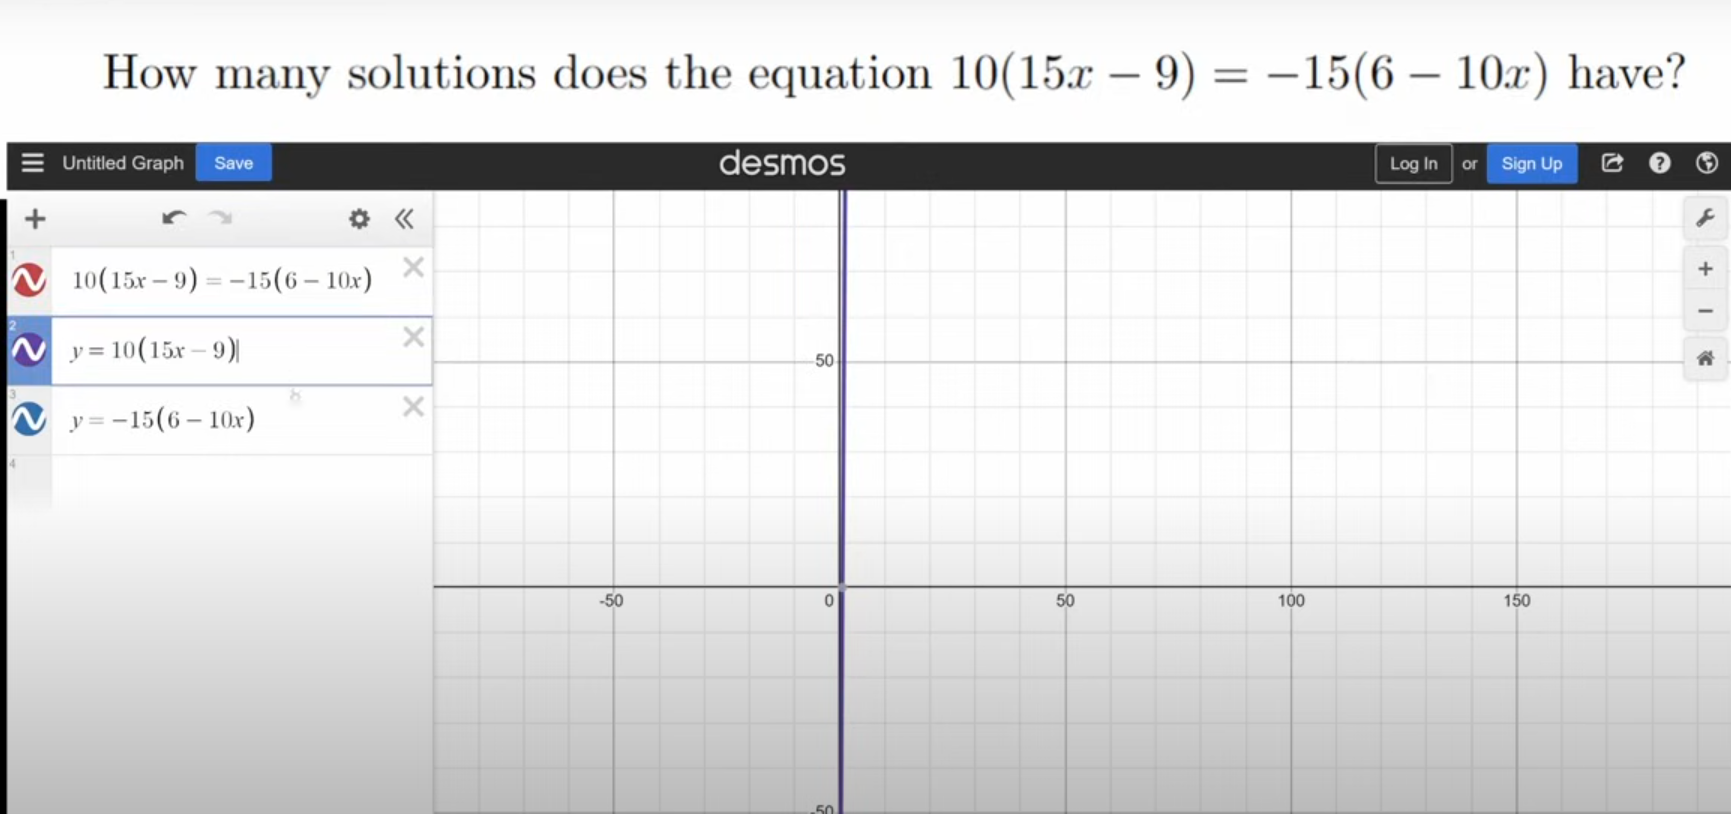 How many solutions does the equation 10(15x − 9) = −15(6 − 10x) have?
Untitled Graph Save desmos Log In or Sign Up
1
10(15x − 9) = −15(6 − 10x)
2
y = 10(15x − 9)
3
y = −15(6 − 10x)
4
50
-50 0 50 100 150
-50